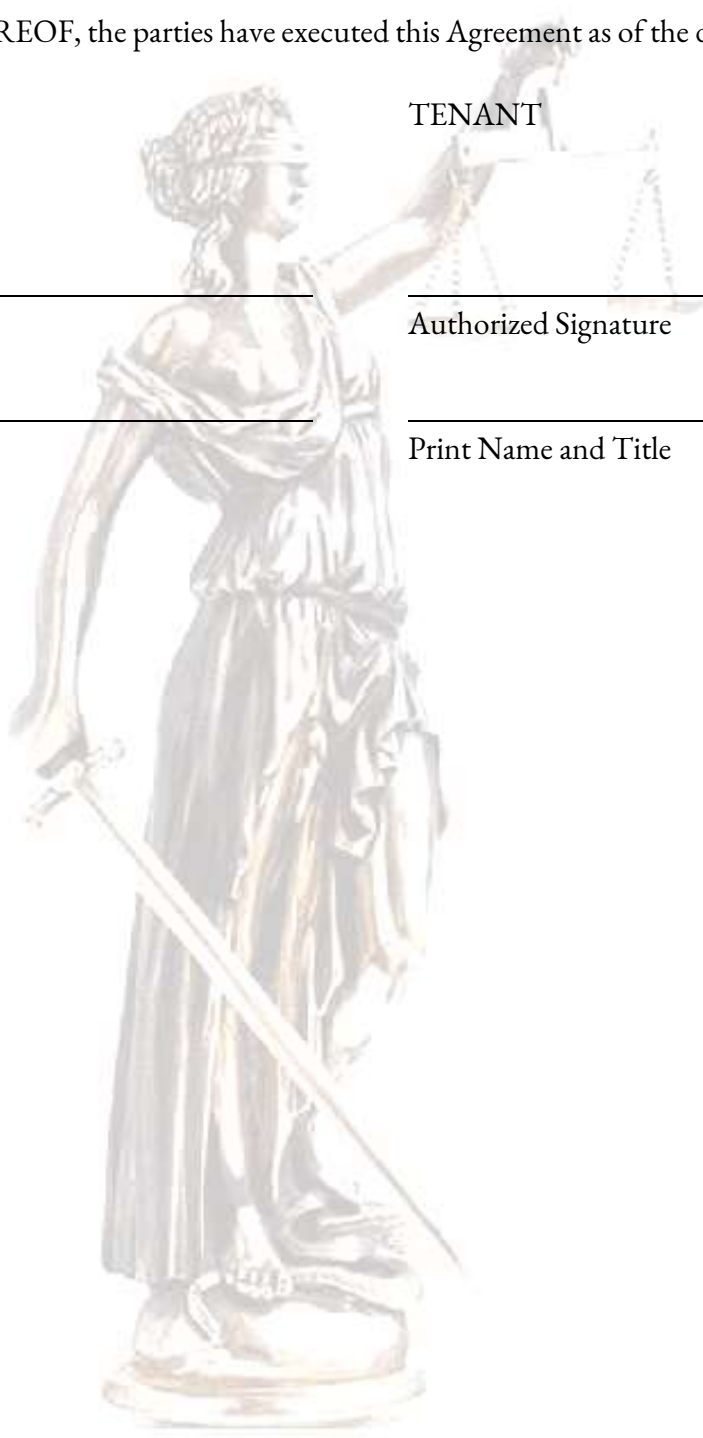 REOF, the parties have executed this Agreement as of the
TENANT
Authorized Signature
Print Name and Title